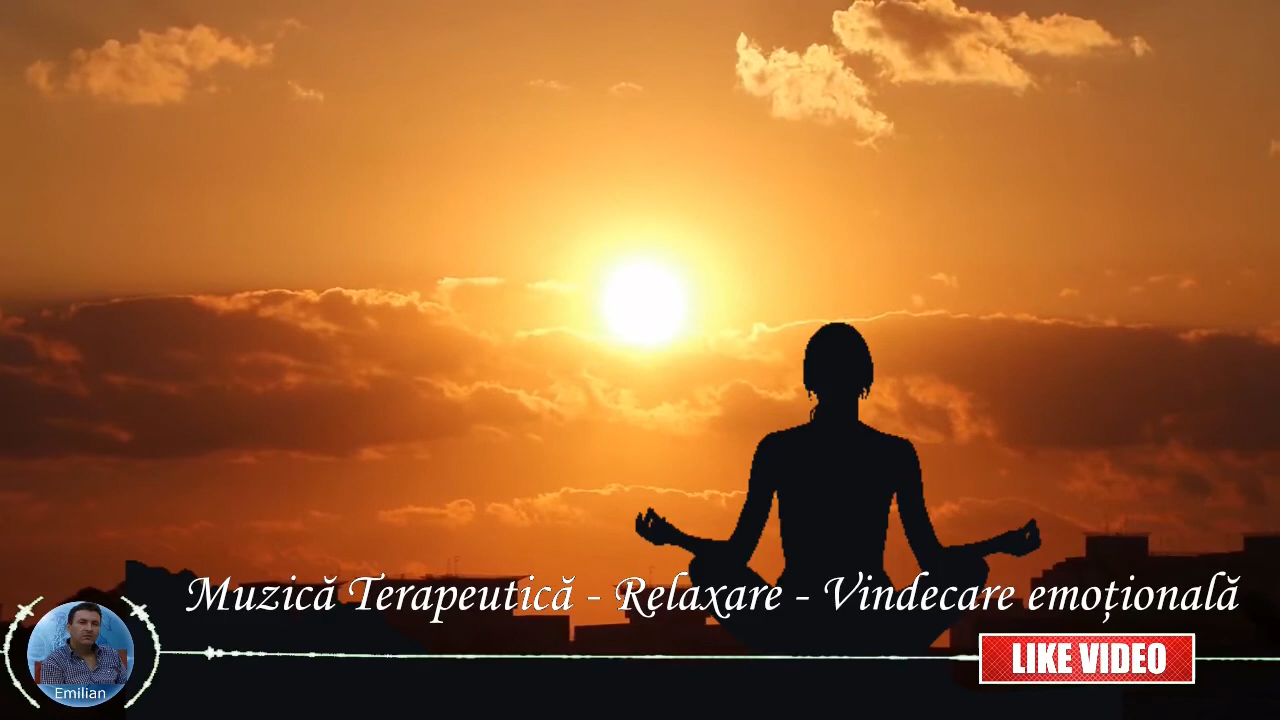 Muzică Terapeutică - Relaxare - Vindecare emoțională
LIKE VIDEO
Emilian